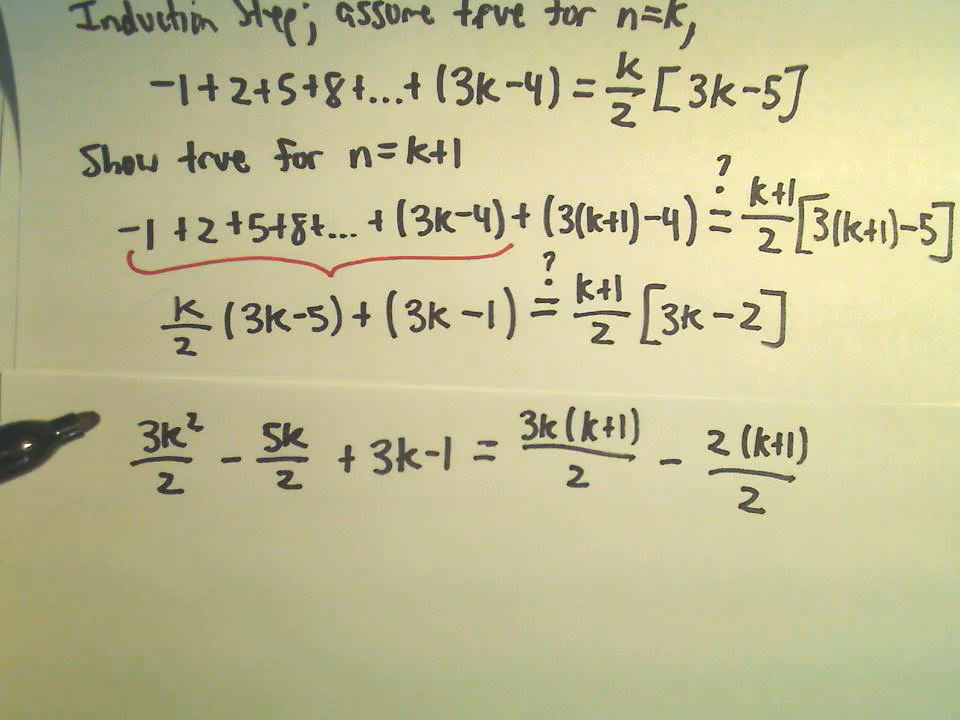 Induction Step; assume true for n=k,
-1+2+5+8+...+(3k-4)=k/2[3k-5]
Show true for n=k+1
-1+2+5+8+...+(3k-4)+(3(k+1)-4)≟(k+1)/2[3(k+1)-5]
k/2(3k-5)+(3k-1)≟(k+1)/2[3k-2]
3k²/2-5k/2+3k-1=3k(k+1)/2-2(k+1)/2